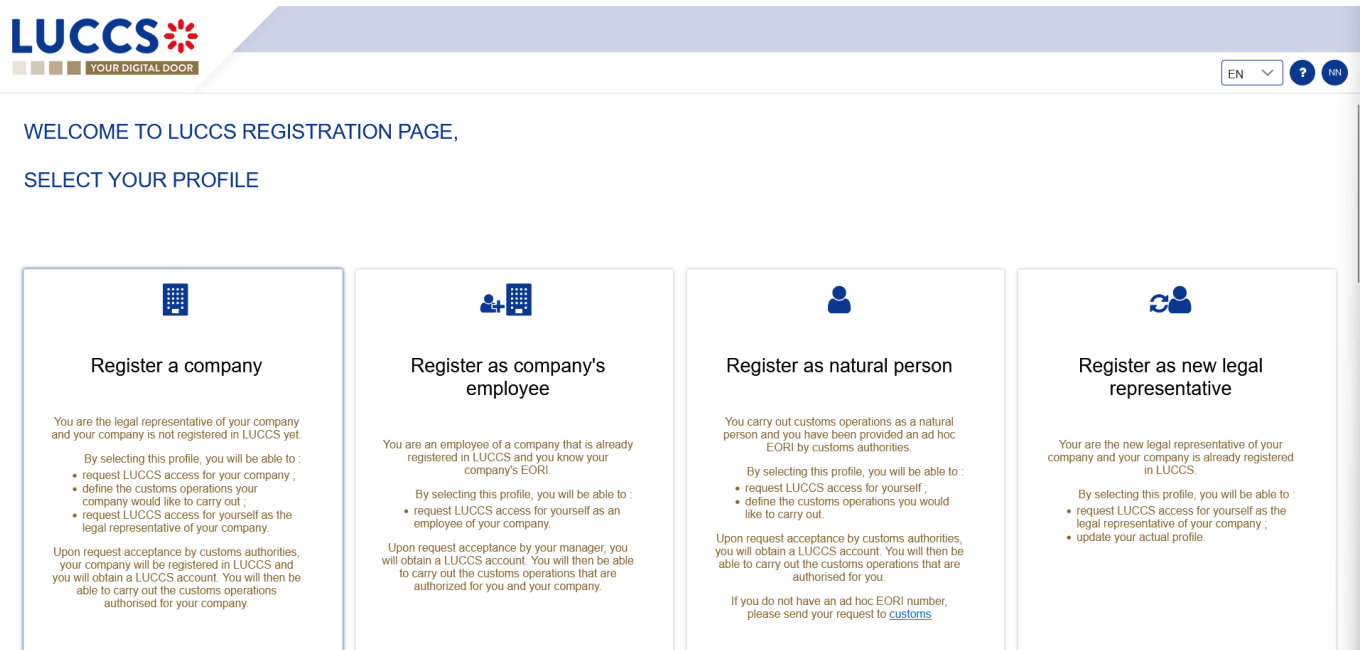 LUCCS
YOUR DIGITAL DOOR
EN
?
NN
WELCOME TO LUCCS REGISTRATION PAGE,
SELECT YOUR PROFILE
Register a company
You are the legal representative of your company
and your company is not registered in LUCCS yet.
By selecting this profile, you will be able to :
• request LUCCS access for your company ;
• define the customs operations your
company would like to carry out ;
• request LUCCS access for yourself as the
legal representative of your company.
Upon request acceptance by customs authorities,
your company will be registered in LUCCS and
you will obtain a LUCCS account. You will then be
able to carry out the customs operations
authorised for your company.
Register as company's
employee
You are an employee of a company that is already
registered in LUCCS and you know your
company's EORI.
By selecting this profile, you will be able to :
• request LUCCS access for yourself as an
employee of your company.
Upon request acceptance by your manager, you
will obtain a LUCCS account. You will then be able
to carry out the customs operations that are
authorized for you and your company.
Register as natural person
You carry out customs operations as a natural
person and you have been provided an ad hoc
EORI by customs authorities.
By selecting this profile, you will be able to :
• request LUCCS access for yourself ;
• define the customs operations you would
like to carry out.
Upon request acceptance by customs authorities,
you will obtain a LUCCS account. You will then be
able to carry out the customs operations that are
authorised for you.
If you do not have an ad hoc EORI number,
please send your request to customs
Register as new legal
representative
Your are the new legal representative of your
company and your company is already registered
in LUCCS.
By selecting this profile, you will be able to :
• request LUCCS access for yourself as the
legal representative of your company ;
• update your actual profile.